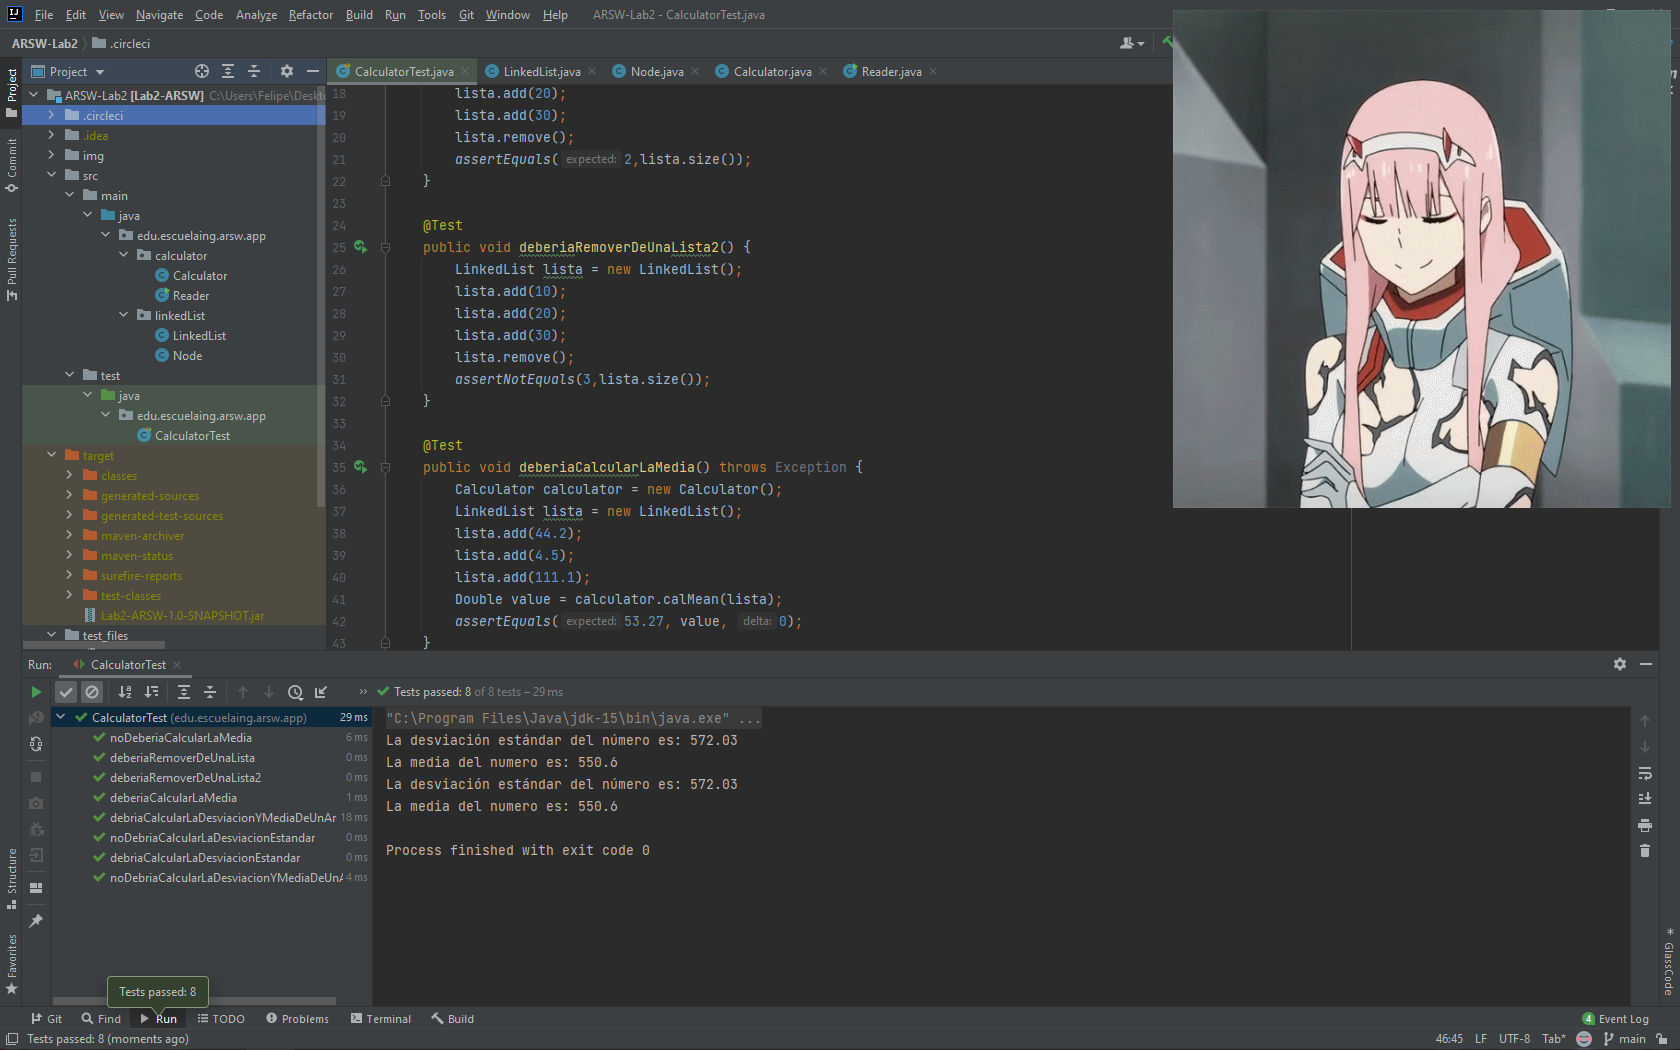 File Edit View Navigate Code Analyze Refactor Build Run Tools Git Window Help ARSW-Lab2 - CalculatorTest.java
ARSW-Lab2 .circleci
Project
CalculatorTest.java LinkedList.java Node.java Calculator.java Reader.java
Project
Commit
Pull Requests
ARSW-Lab2 [Lab2-ARSW] C:\Users\Felipe\Deskt
.circleci
.idea
img
src
main
java
edu.escuelaing.arsw.app
calculator
Calculator
Reader
linkedList
LinkedList
Node
test
java
edu.escuelaing.arsw.app
CalculatorTest
target
classes
generated-sources
generated-test-sources
maven-archiver
maven-status
surefire-reports
test-classes
Lab2-ARSW-1.0-SNAPSHOT.jar
test_files
18 lista.add(20);
19 lista.add(30);
20 lista.remove();
21 assertEquals( expected: 2,lista.size());
22 }
23
24 @Test
25 public void deberiaRemoverDeUnaLista2() {
26 LinkedList lista = new LinkedList();
27 lista.add(10);
28 lista.add(20);
29 lista.add(30);
30 lista.remove();
31 assertNotEquals(3,lista.size());
32 }
33
34 @Test
35 public void deberiaCalcularLaMedia() throws Exception {
36 Calculator calculator = new Calculator();
37 LinkedList lista = new LinkedList();
38 lista.add(44.2);
39 lista.add(4.5);
40 lista.add(111.1);
41 Double value = calculator.calMean(lista);
42 assertEquals( expected: 53.27, value, delta: 0);
43 }
Run: CalculatorTest
» Tests passed: 8 of 8 tests – 29 ms
CalculatorTest (edu.escuelaing.arsw.app) 29 ms
noDeberiaCalcularLaMedia 6 ms
deberiaRemoverDeUnaLista 0 ms
deberiaRemoverDeUnaLista2 0 ms
deberiaCalcularLaMedia 1 ms
debriaCalcularLaDesviacionYMediaDeUnAr 18 ms
noDebriaCalcularLaDesviacionEstandar 0 ms
debriaCalcularLaDesviacionEstandar 0 ms
noDebriaCalcularLaDesviacionYMediaDeUnA 4 ms
"C:\Program Files\Java\jdk-15\bin\java.exe" ...
La desviación estándar del número es: 572.03
La media del numero es: 550.6
La desviación estándar del número es: 572.03
La media del numero es: 550.6
Process finished with exit code 0
Structure
Favorites
GlassCode
Tests passed: 8
Git Find Run TODO Problems Terminal Build 4 Event Log
Tests passed: 8 (moments ago) 46:45 LF UTF-8 Tab* main